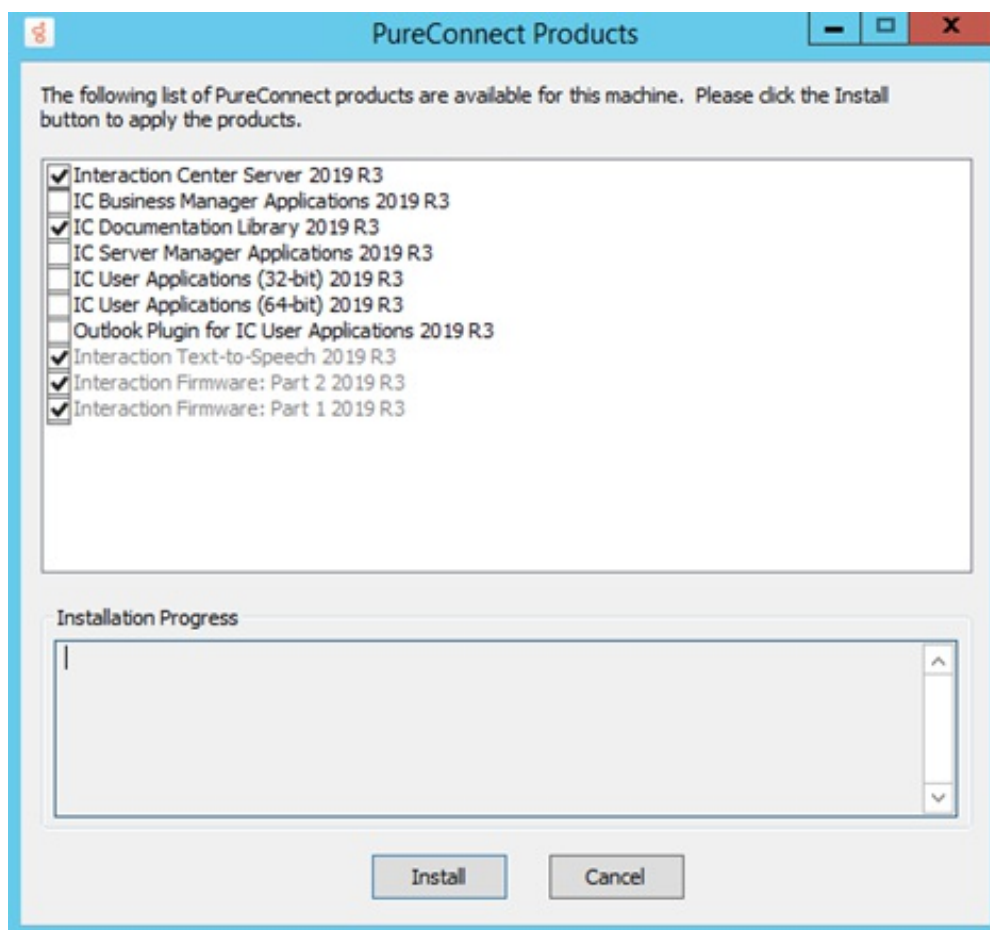 PureConnect Products
The following list of PureConnect products are available for this machine. Please click the Install
button to apply the products.
Interaction Center Server 2019 R3
IC Business Manager Applications 2019 R3
IC Documentation Library 2019 R3
IC Server Manager Applications 2019 R3
IC User Applications (32-bit) 2019 R3
IC User Applications (64-bit) 2019 R3
Outlook Plugin for IC User Applications 2019 R3
Interaction Text-to-Speech 2019 R3
Interaction Firmware: Part 2 2019 R3
Interaction Firmware: Part 1 2019 R3
Installation Progress
Install
Cancel